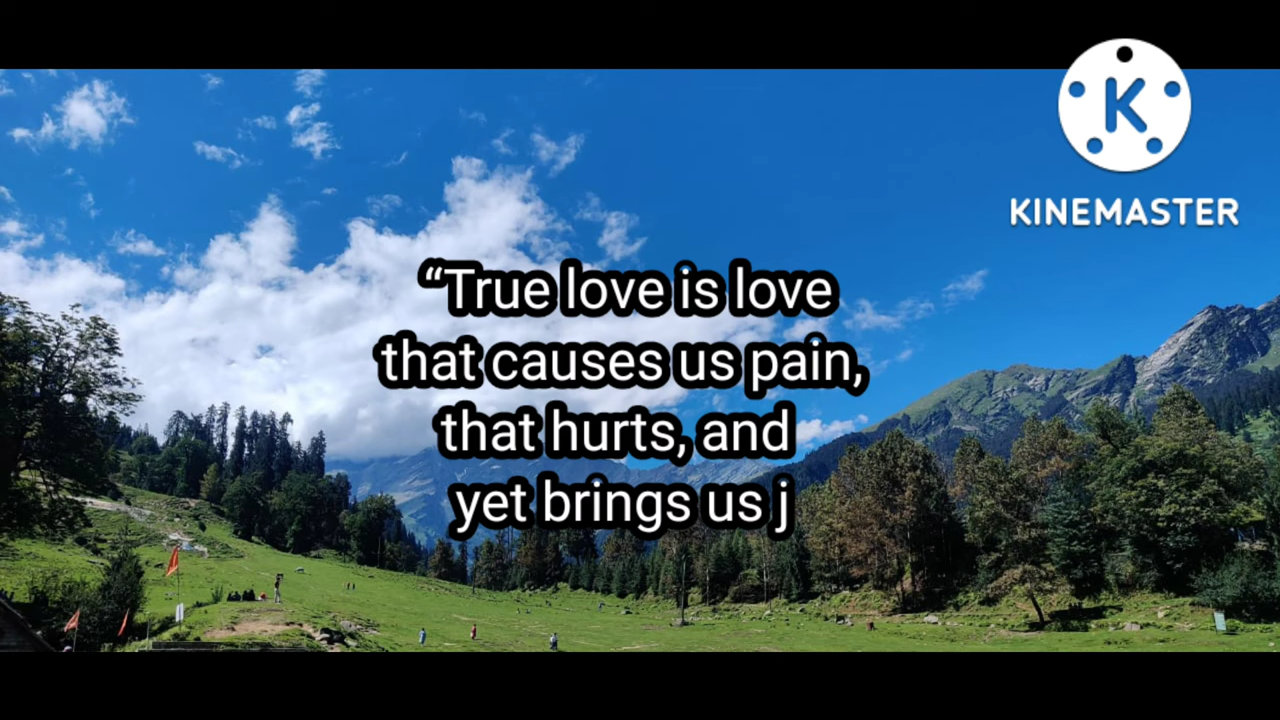 KINEMASTER
“True love is love
that causes us pain,
that hurts, and
yet brings us j